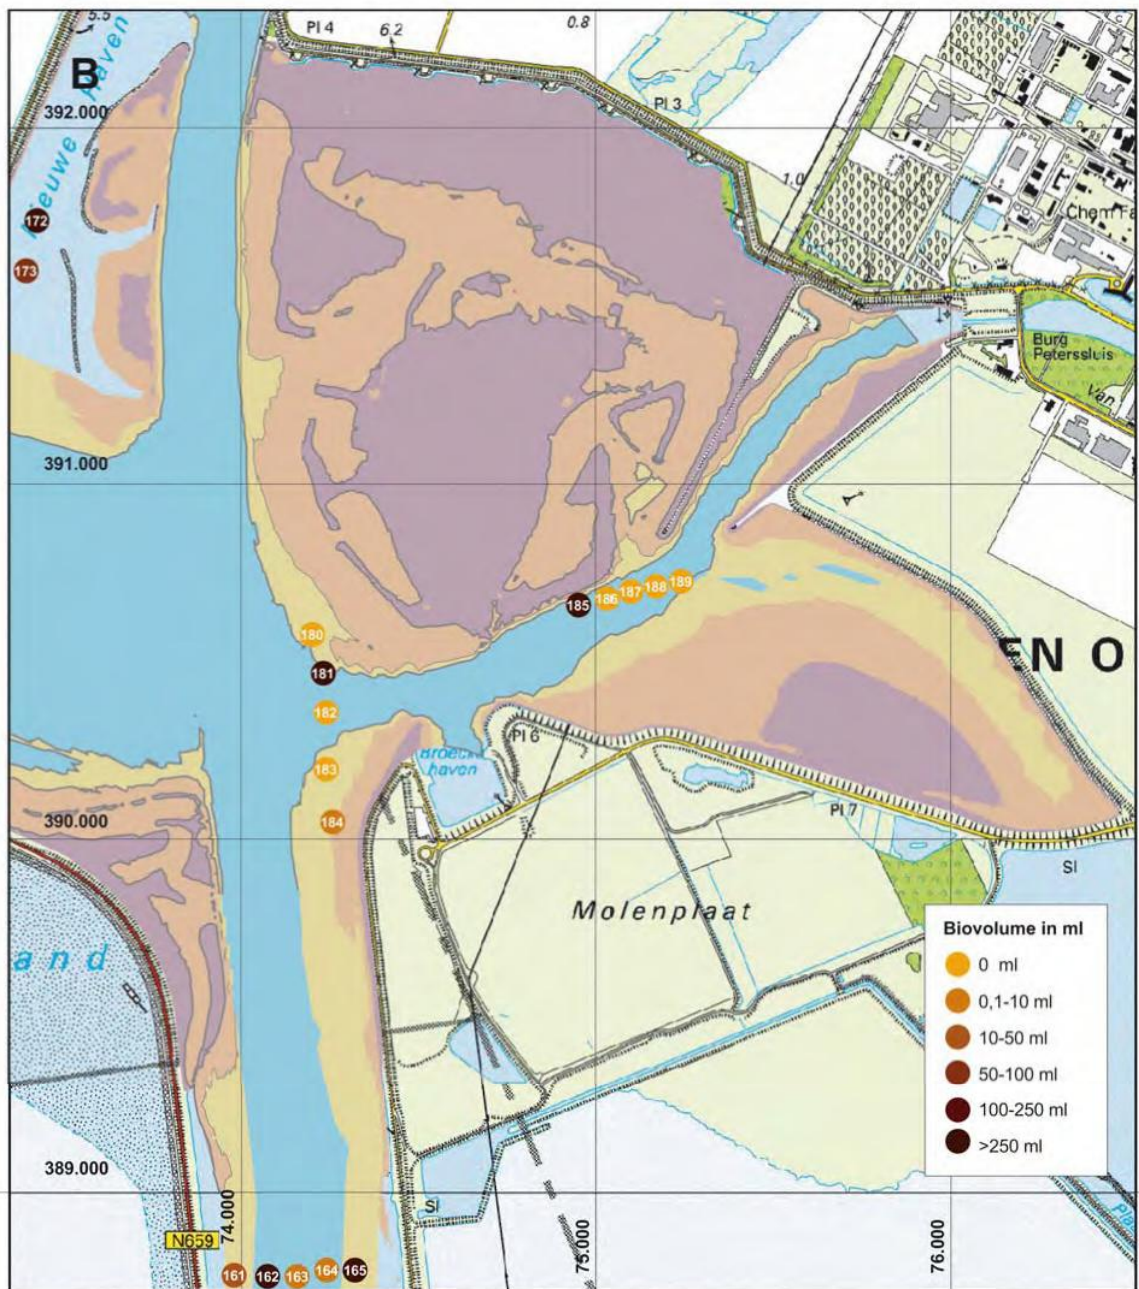 5.5
Pl 4
6.2
0.8
B
392.000
Nieuwe Haven
Pl 3
1.0
172
173
Chem Fa
Burg
Peterssluis
Van
391.000
185
186
187
188
189
180
181
182
183
184
EN O
Pl 6
haven
390.000
Pl 7
Sl
Molenplaat
and
Biovolume in ml
0 ml
0,1-10 ml
10-50 ml
50-100 ml
100-250 ml
>250 ml
389.000
Sl
74.000
75.000
76.000
N659
161
162
163
164
165